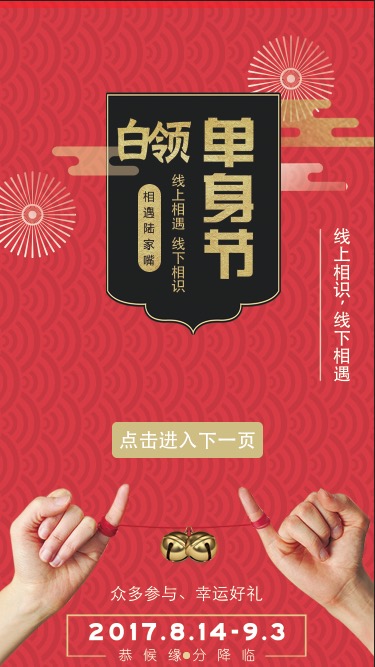 白领
单身节
线上相遇 线下相识
相遇陆家嘴
线上相识，线下相遇
点击进入下一页
众多参与、幸运好礼
2017.8.14-9.3
恭候缘分降临